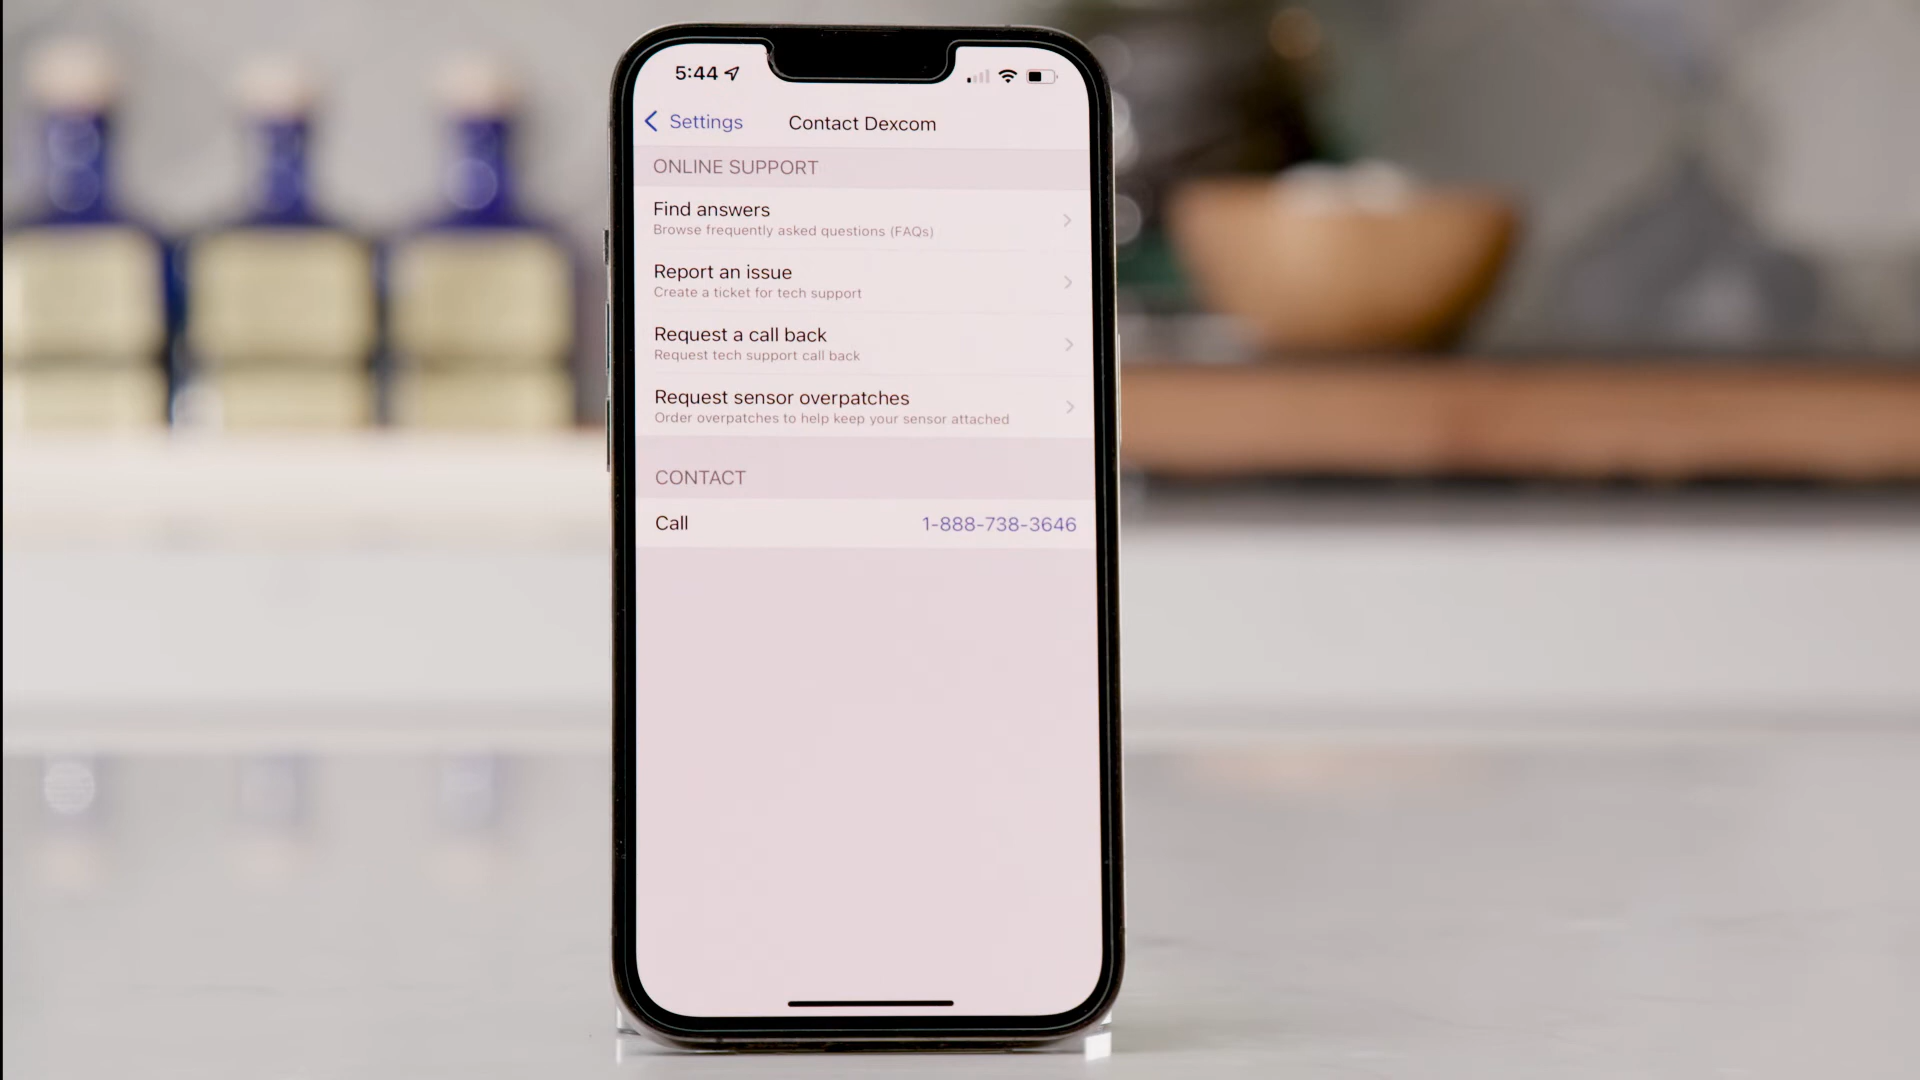 5:44
Settings
Contact Dexcom
ONLINE SUPPORT
Find answers
Browse frequently asked questions (FAQs)
Report an issue
Create a ticket for tech support
Request a call back
Request tech support call back
Request sensor overpatches
Order overpatches to help keep your sensor attached
CONTACT
Call 1-888-738-3646